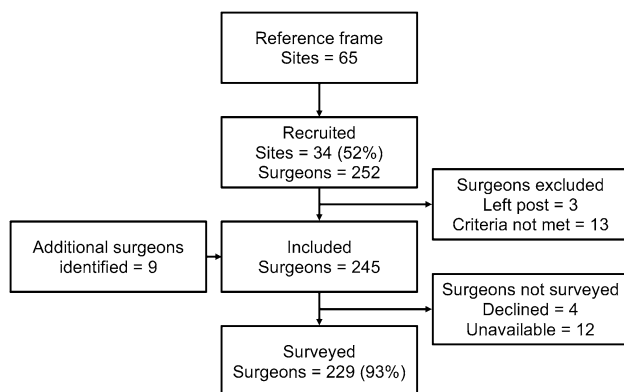 Reference frame
Sites = 65
Recruited
Sites = 34 (52%)
Surgeons = 252
Surgeons excluded
Left post = 3
Criteria not met = 13
Additional surgeons
identified = 9
Included
Surgeons = 245
Surgeons not surveyed
Declined = 4
Unavailable = 12
Surveyed
Surgeons = 229 (93%)